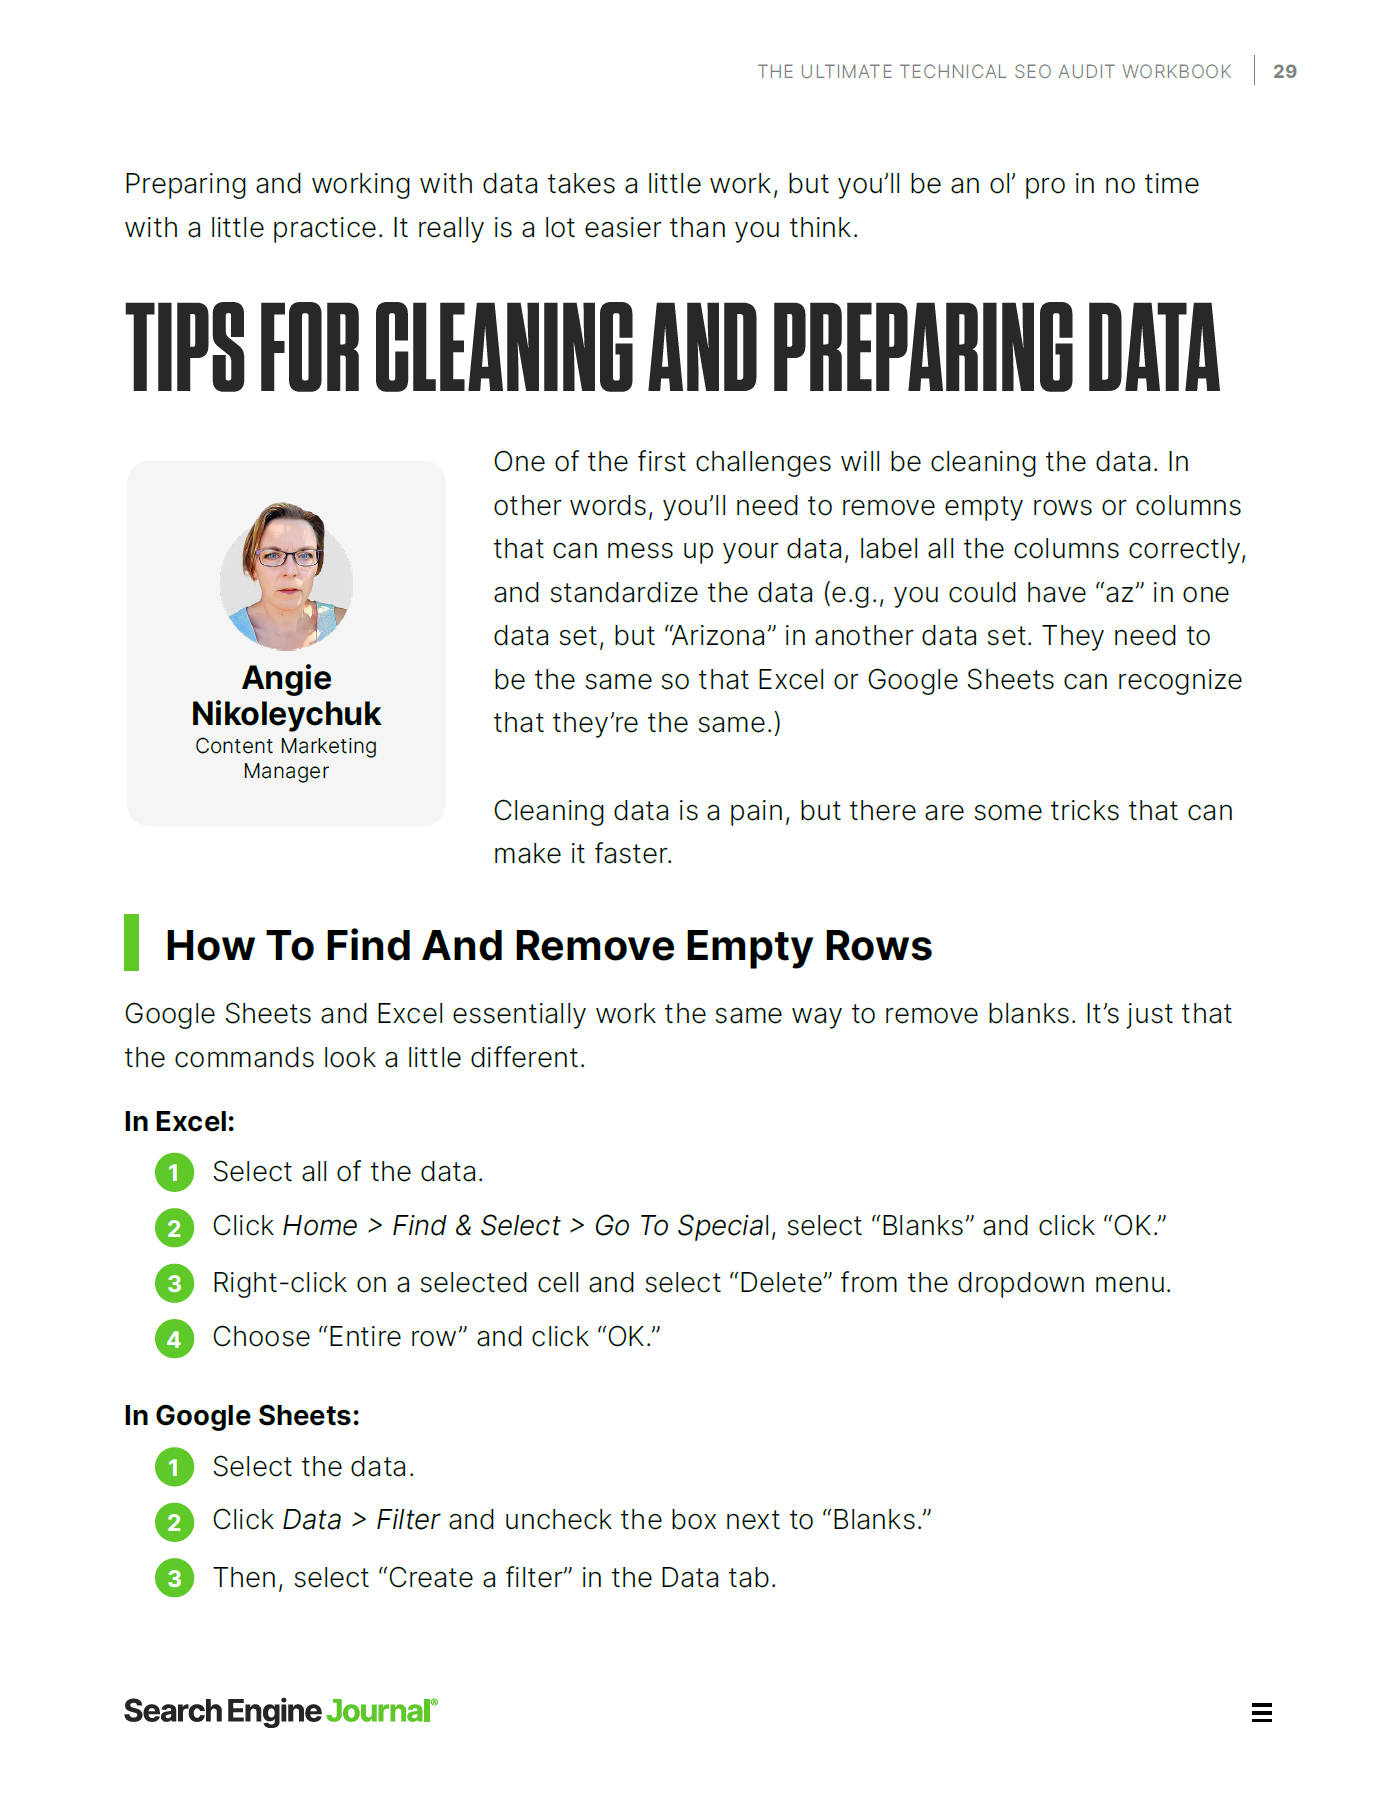 THE ULTIMATE TECHNICAL SEO AUDIT WORKBOOK 29
Preparing and working with data takes a little work, but you’ll be an ol’ pro in no time
with a little practice. It really is a lot easier than you think.
TIPS FOR CLEANING AND PREPARING DATA
Angie
Nikoleychuk
Content Marketing
Manager
One of the first challenges will be cleaning the data. In
other words, you’ll need to remove empty rows or columns
that can mess up your data, label all the columns correctly,
and standardize the data (e.g., you could have “az” in one
data set, but “Arizona” in another data set. They need to
be the same so that Excel or Google Sheets can recognize
that they’re the same.)
Cleaning data is a pain, but there are some tricks that can
make it faster.
How To Find And Remove Empty Rows
Google Sheets and Excel essentially work the same way to remove blanks. It’s just that
the commands look a little different.
In Excel:
1 Select all of the data.
2 Click Home > Find & Select > Go To Special, select “Blanks” and click “OK.”
3 Right-click on a selected cell and select “Delete” from the dropdown menu.
4 Choose “Entire row” and click “OK.”
In Google Sheets:
1 Select the data.
2 Click Data > Filter and uncheck the box next to “Blanks.”
3 Then, select “Create a filter” in the Data tab.
Search Engine Journal®